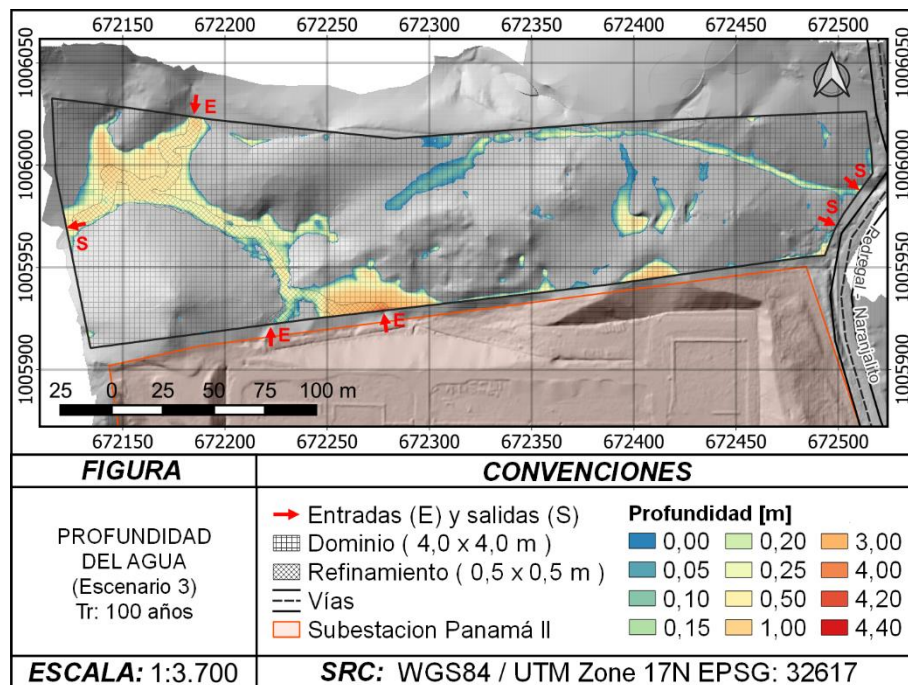 672150 672200 672250 672300 672350 672400 672450 672500
1006050 1006050
1006000 1006000
1005950 1005950
1005900 1005900
E
S
S
S
E
E
Pedregal - Naranjalito
25 0 25 50 75 100 m
672150 672200 672250 672300 672350 672400 672450 672500
FIGURA
PROFUNDIDAD
DEL AGUA
(Escenario 3)
Tr: 100 años
ESCALA: 1:3.700
CONVENCIONES
Entradas (E) y salidas (S)
Dominio ( 4,0 x 4,0 m )
Refinamiento ( 0,5 x 0,5 m )
Vías
Subestacion Panamá II
Profundidad [m]
0,00 0,20 3,00
0,05 0,25 4,00
0,10 0,50 4,20
0,15 1,00 4,40
SRC: WGS84 / UTM Zone 17N EPSG: 32617